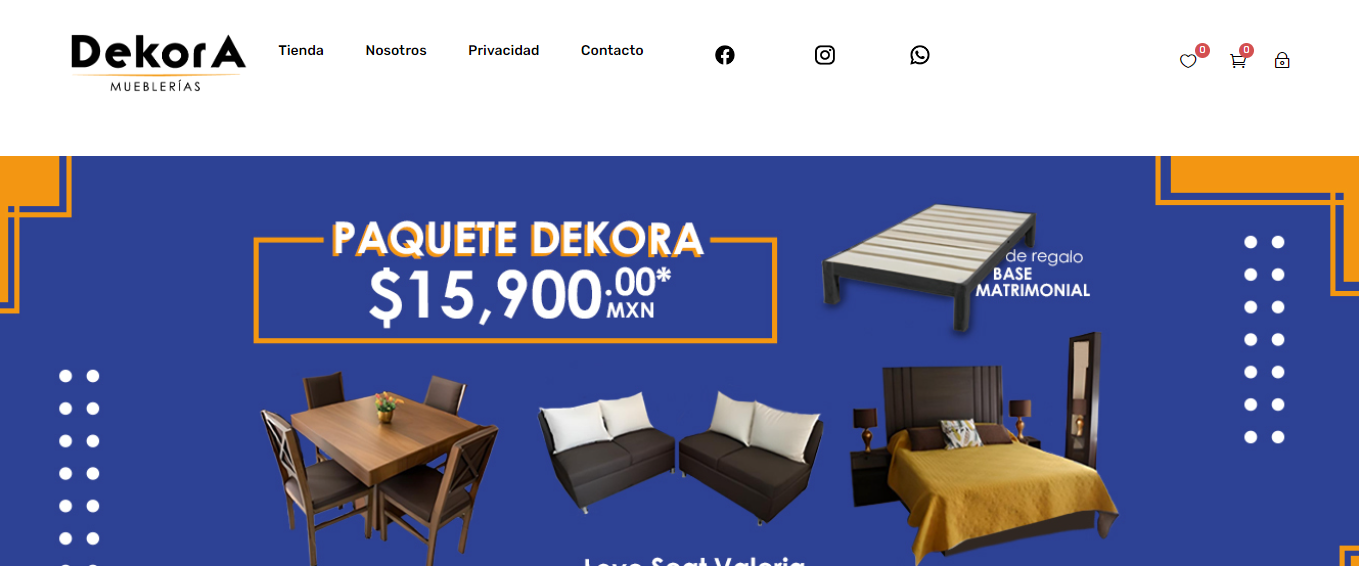 DekorA
MUEBLERÍAS
Tienda
Nosotros
Privacidad
Contacto
0
0
PAQUETE DEKORA
$15,900.00*
MXN
de regalo
BASE
MATRIMONIAL
Love Seat Valeria